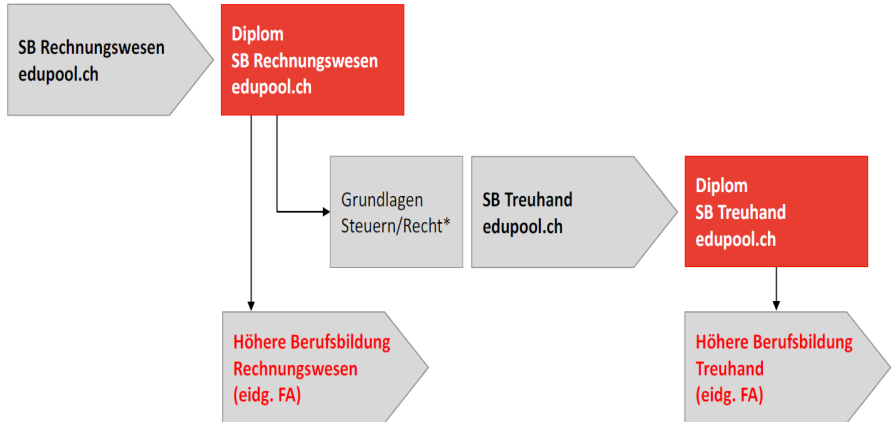 SB Rechnungswesen
edupool.ch
Diplom
SB Rechnungswesen
edupool.ch
Grundlagen
Steuern/Recht*
SB Treuhand
edupool.ch
Diplom
SB Treuhand
edupool.ch
Höhere Berufsbildung
Rechnungswesen
(eidg. FA)
Höhere Berufsbildung
Treuhand
(eidg. FA)